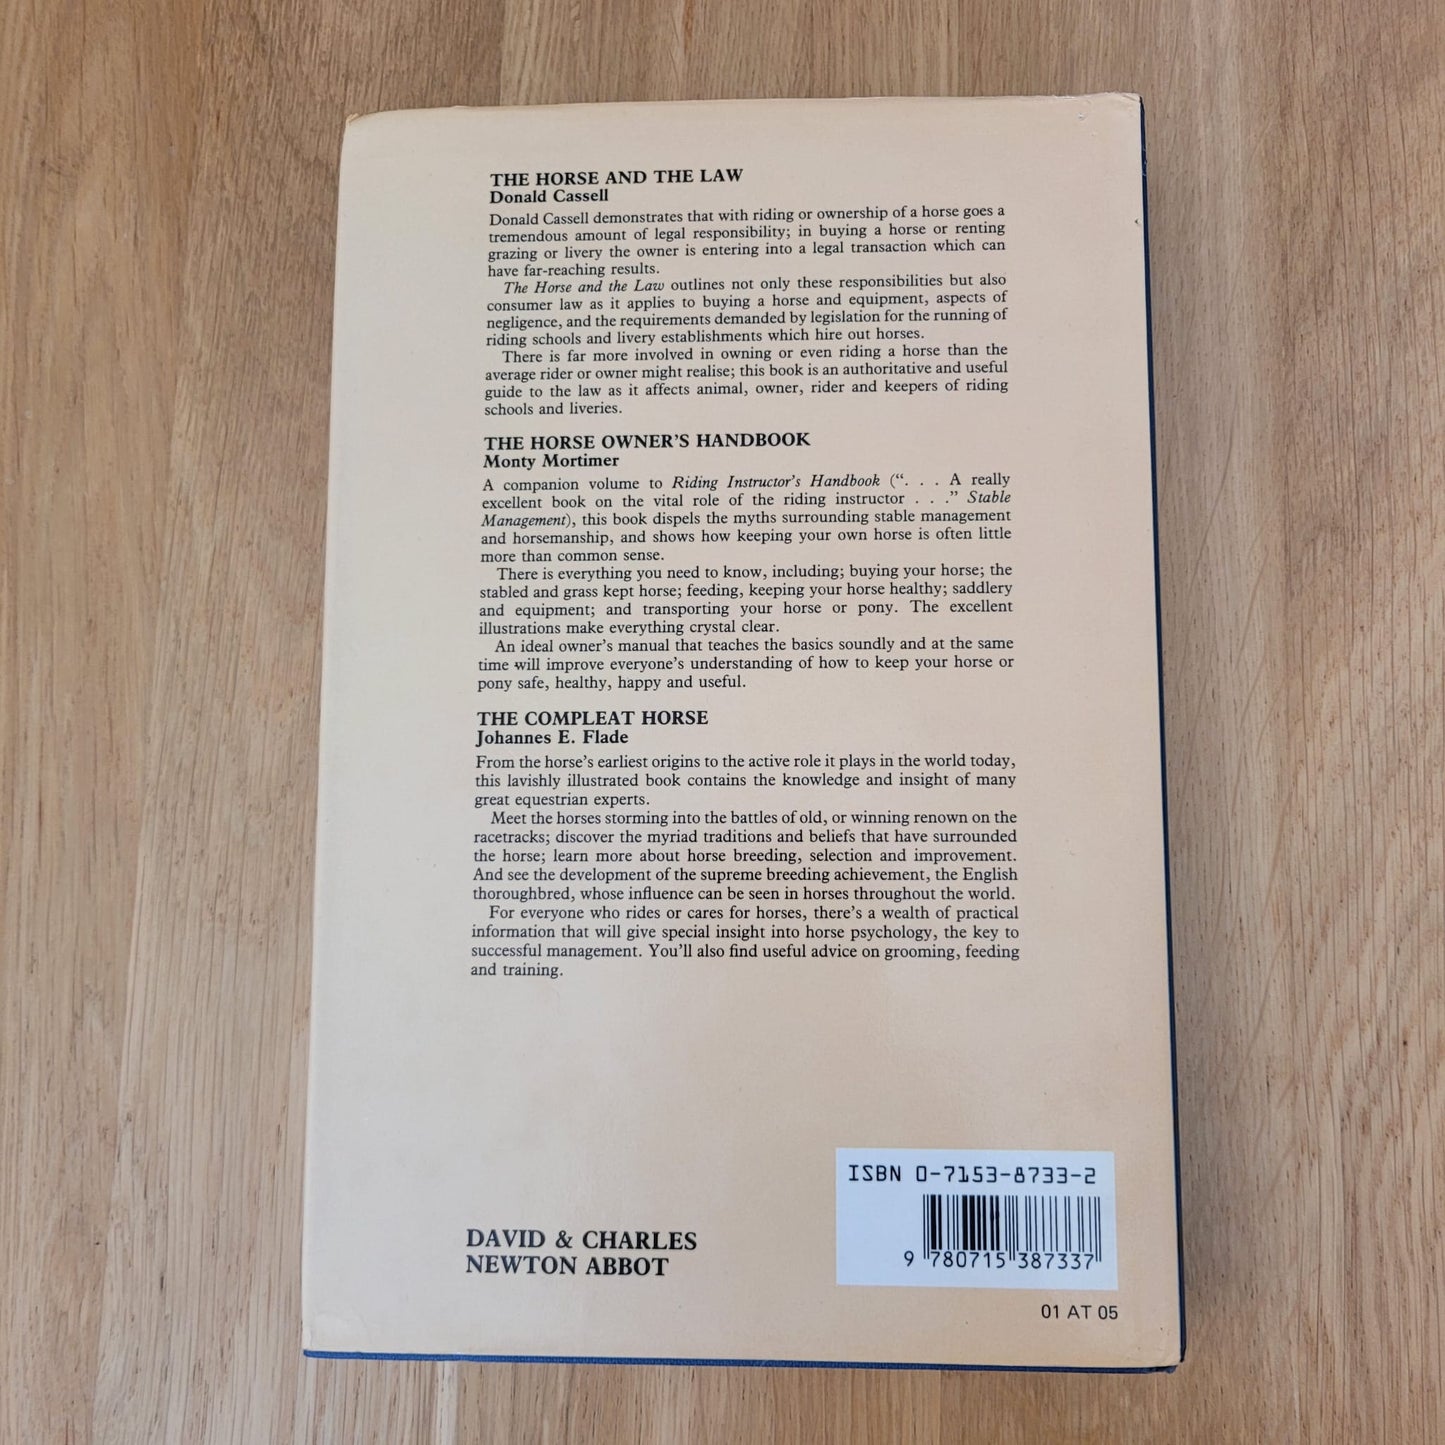 THE HORSE AND THE LAW
Donald Cassell
Donald Cassell demonstrates that with riding or ownership of a horse goes a
tremendous amount of legal responsibility; in buying a horse or renting
grazing or livery the owner is entering into a legal transaction which can
have far-reaching results.
The Horse and the Law outlines not only these responsibilities but also
consumer law as it applies to buying a horse and equipment, aspects of
negligence, and the requirements demanded by legislation for the running of
riding schools and livery establishments which hire out horses.
There is far more involved in owning or even riding a horse than the
average rider or owner might realise; this book is an authoritative and useful
guide to the law as it affects animal, owner, rider and keepers of riding
schools and liveries.
THE HORSE OWNER'S HANDBOOK
Monty Mortimer
A companion volume to Riding Instructor's Handbook (“. . . A really
excellent book on the vital role of the riding instructor . . .” Stable
Management), this book dispels the myths surrounding stable management
and horsemanship, and shows how keeping your own horse is often little
more than common sense.
There is everything you need to know, including; buying your horse; the
stabled and grass kept horse; feeding, keeping your horse healthy; saddlery
and equipment; and transporting your horse or pony. The excellent
illustrations make everything crystal clear.
An ideal owner's manual that teaches the basics soundly and at the same
time will improve everyone's understanding of how to keep your horse or
pony safe, healthy, happy and useful.
THE COMPLEAT HORSE
Johannes E. Flade
From the horse's earliest origins to the active role it plays in the world today,
this lavishly illustrated book contains the knowledge and insight of many
great equestrian experts.
Meet the horses storming into the battles of old, or winning renown on the
racetracks; discover the myriad traditions and beliefs that have surrounded
the horse; learn more about horse breeding, selection and improvement.
And see the development of the supreme breeding achievement, the English
thoroughbred, whose influence can be seen in horses throughout the world.
For everyone who rides or cares for horses, there's a wealth of practical
information that will give special insight into horse psychology, the key to
successful management. You'll also find useful advice on grooming, feeding
and training.
ISBN 0-7153-8733-2
9 780715 387337
DAVID & CHARLES
NEWTON ABBOT
01 AT 05